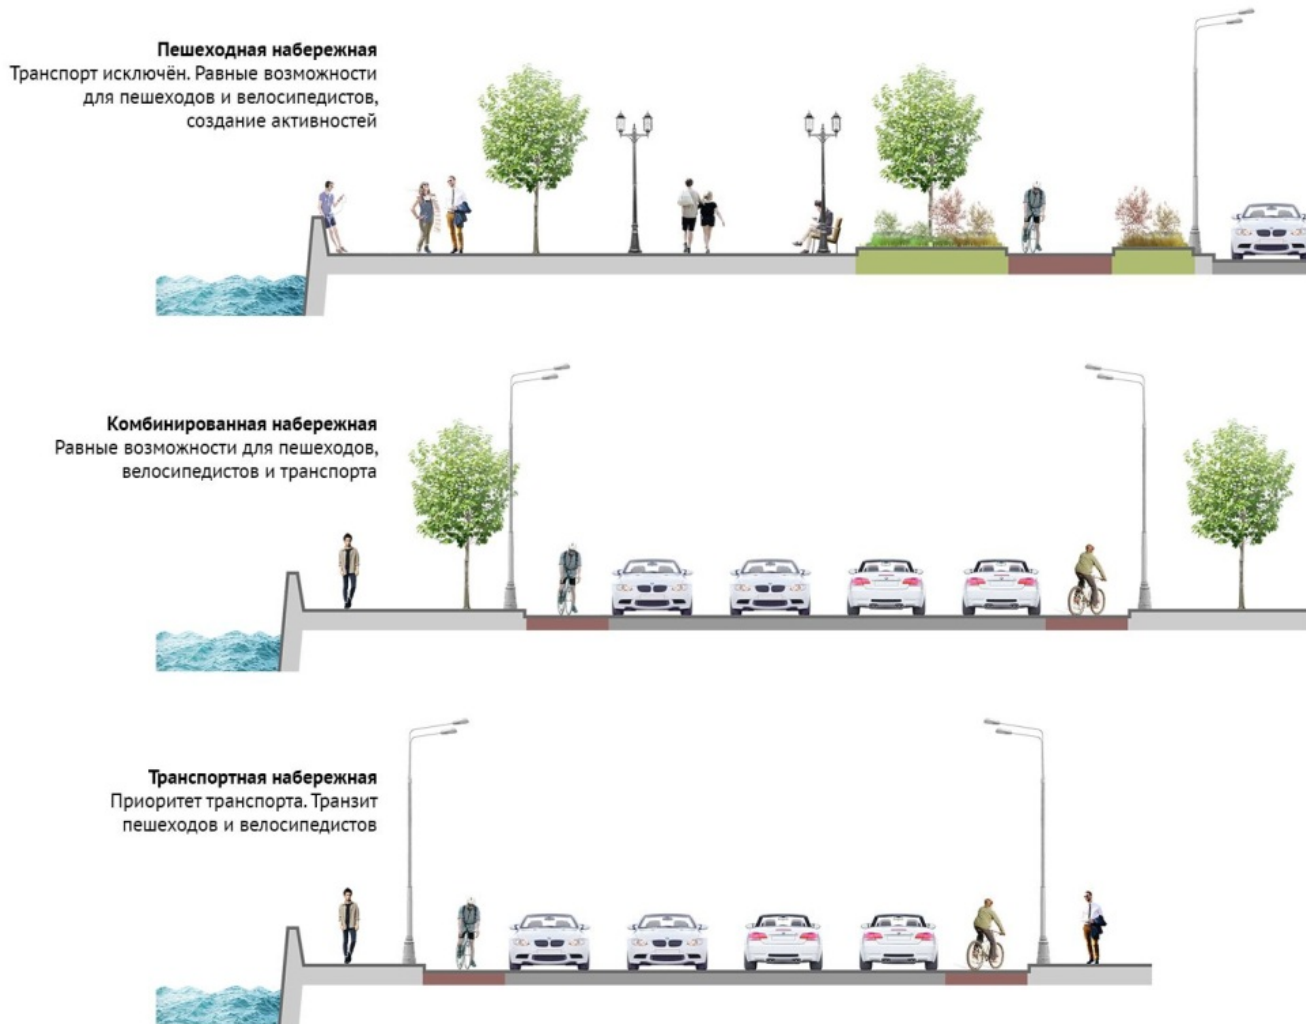 Пешеходная набережная
Транспорт исключён. Равные возможности
для пешеходов и велосипедистов,
создание активностей
Комбинированная набережная
Равные возможности для пешеходов,
велосипедистов и транспорта
Транспортная набережная
Приоритет транспорта. Транзит
пешеходов и велосипедистов